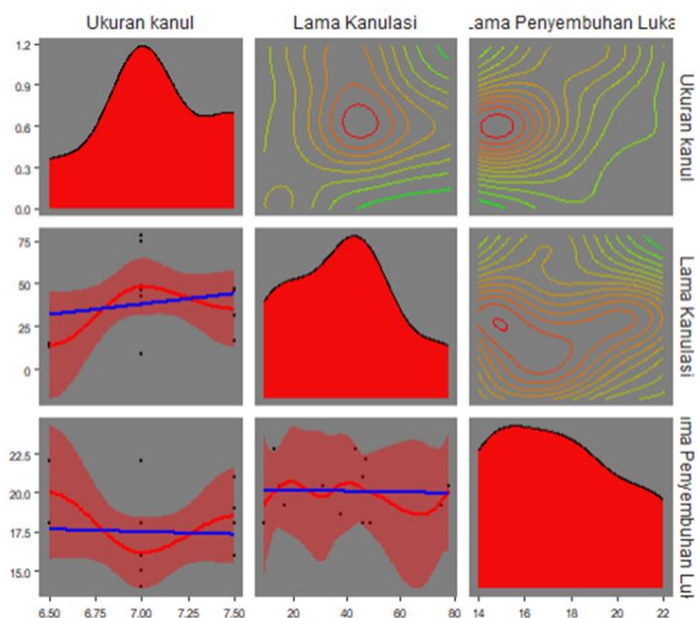 Ukuran kanul Lama Kanulasi Lama Penyembuhan Luka
1.2
0.9
0.6
0.3
0.0
Ukuran kanul
75
50
25
0
Lama Kanulasi
22.5
20.0
17.5
15.0
ma Penyembuhan Luk
6.50 6.75 7.00 7.25 7.50 20 40 60 80 14 16 18 20 22